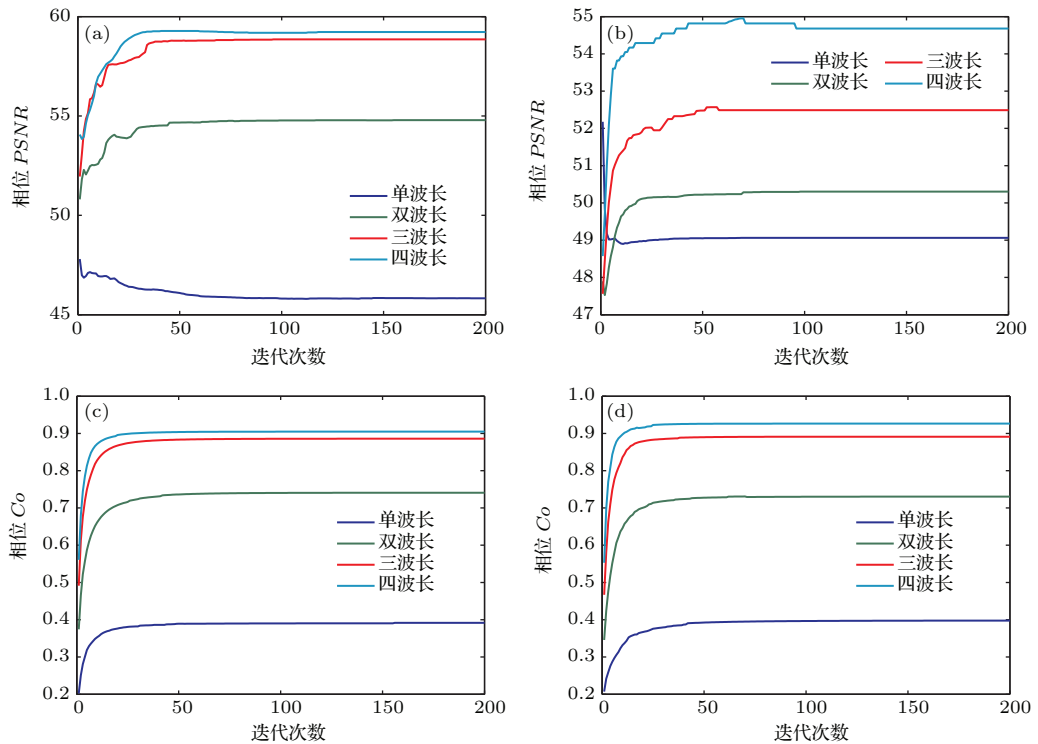 60
(a)
55
50
45
相位 PSNR
单波长
双波长
三波长
四波长
0
50
100
150
200
迭代次数
55
(b)
54
53
52
51
50
49
48
47
相位 PSNR
单波长
三波长
双波长
四波长
0
50
100
150
200
迭代次数
1.0
(c)
0.9
0.8
0.7
0.6
0.5
0.4
0.3
0.2
相位 Co
单波长
双波长
三波长
四波长
0
50
100
150
200
迭代次数
1.0
(d)
0.9
0.8
0.7
0.6
0.5
0.4
0.3
0.2
相位 Co
单波长
双波长
三波长
四波长
0
50
100
150
200
迭代次数